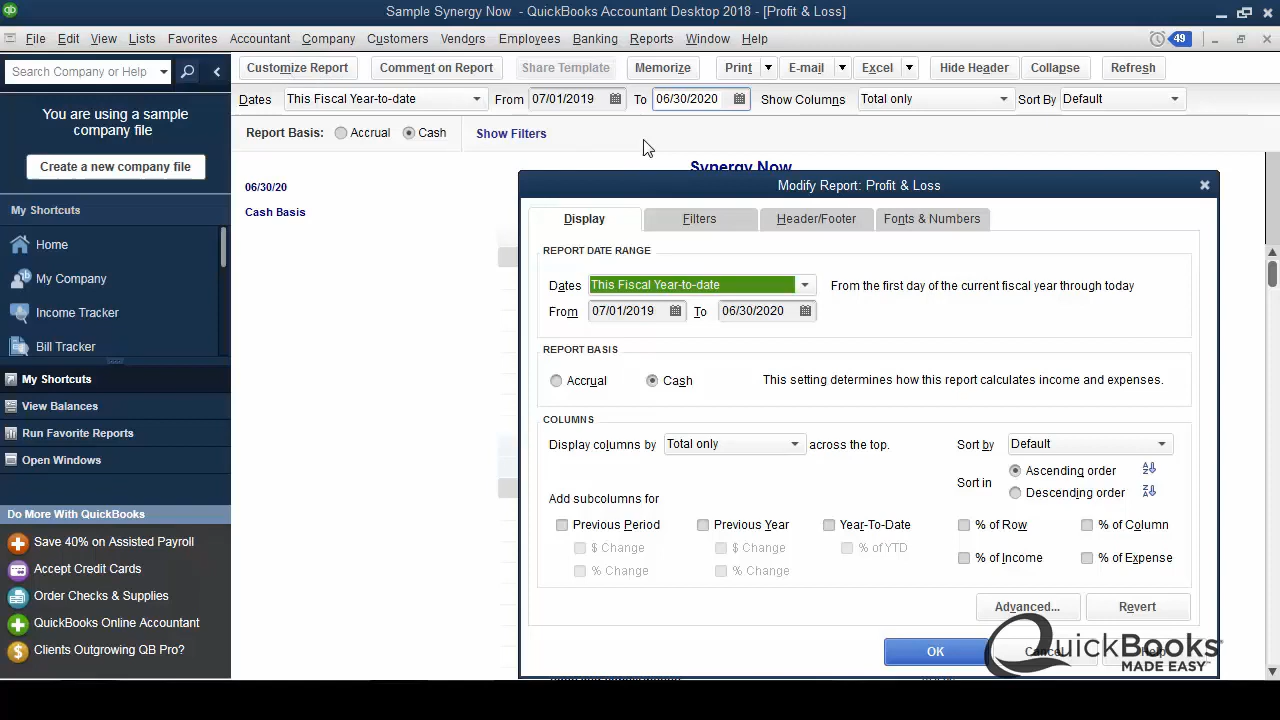 Sample Synergy Now - QuickBooks Accountant Desktop 2018 - [Profit & Loss]
File Edit View Lists Favorites Accountant Company Customers Vendors Employees Banking Reports Window Help 49
Search Company or Help
Customize Report Comment on Report Share Template Memorize Print E-mail Excel Hide Header Collapse Refresh
Dates This Fiscal Year-to-date From 07/01/2019 To 06/30/2020 Show Columns Total only Sort By Default
Report Basis: Accrual Cash Show Filters
You are using a sample
company file
Create a new company file
My Shortcuts
Home
My Company
Income Tracker
Bill Tracker
My Shortcuts
View Balances
Run Favorite Reports
Open Windows
Do More With QuickBooks
Save 40% on Assisted Payroll
Accept Credit Cards
Order Checks & Supplies
QuickBooks Online Accountant
Clients Outgrowing QB Pro?
Synergy Now
06/30/20
Cash Basis
Modify Report: Profit & Loss
Display Filters Header/Footer Fonts & Numbers
REPORT DATE RANGE
Dates This Fiscal Year-to-date From the first day of the current fiscal year through today
From 07/01/2019 To 06/30/2020
REPORT BASIS
Accrual Cash This setting determines how this report calculates income and expenses.
COLUMNS
Display columns by Total only across the top. Sort by Default
Sort in Ascending order
Descending order
Add subcolumns for
Previous Period Previous Year Year-To-Date % of Row % of Column
$ Change $ Change % of YTD
% Change % Change
% of Income % of Expense
Advanced... Revert
OK Cancel Help
QuickBooks
MADE EASY